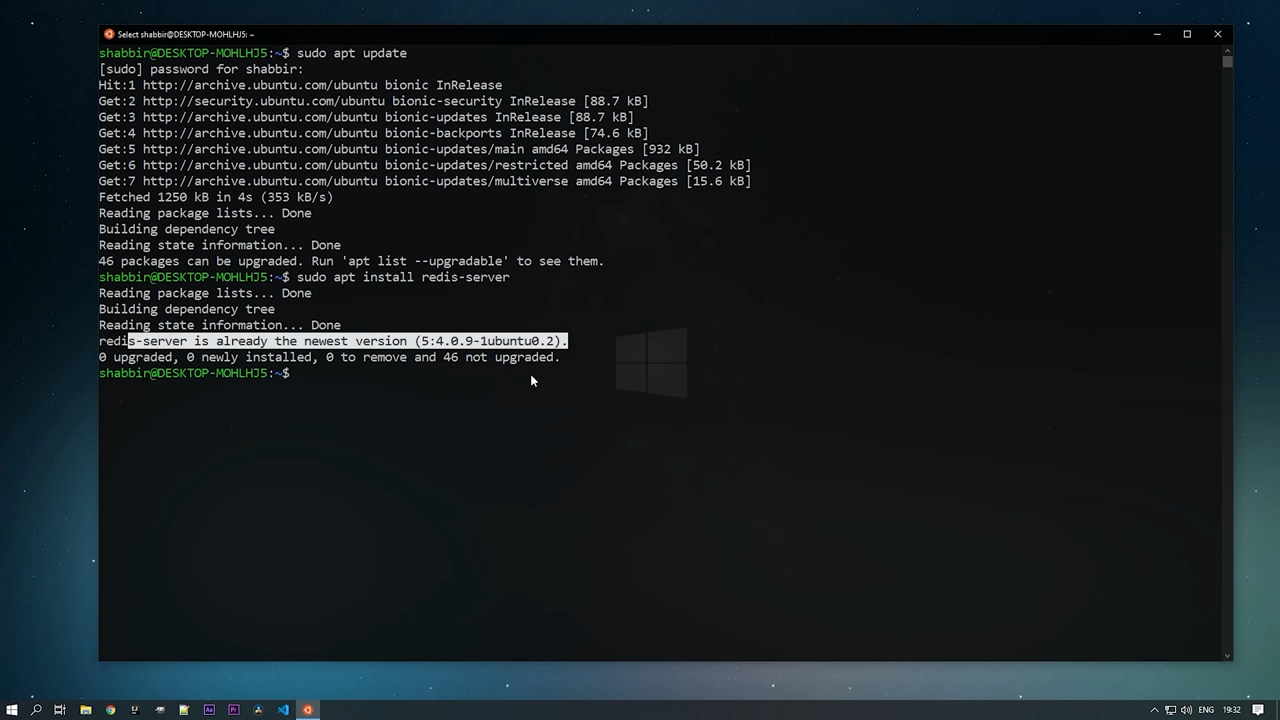 Select shabbir@DESKTOP-MOHLHJ5: ~
shabbir@DESKTOP-MOHLHJ5:~$ sudo apt update
[sudo] password for shabbir:
Hit:1 http://archive.ubuntu.com/ubuntu bionic InRelease
Get:2 http://security.ubuntu.com/ubuntu bionic-security InRelease [88.7 kB]
Get:3 http://archive.ubuntu.com/ubuntu bionic-updates InRelease [88.7 kB]
Get:4 http://archive.ubuntu.com/ubuntu bionic-backports InRelease [74.6 kB]
Get:5 http://archive.ubuntu.com/ubuntu bionic-updates/main amd64 Packages [932 kB]
Get:6 http://archive.ubuntu.com/ubuntu bionic-updates/restricted amd64 Packages [50.2 kB]
Get:7 http://archive.ubuntu.com/ubuntu bionic-updates/multiverse amd64 Packages [15.6 kB]
Fetched 1250 kB in 4s (353 kB/s)
Reading package lists... Done
Building dependency tree
Reading state information... Done
46 packages can be upgraded. Run 'apt list --upgradable' to see them.
shabbir@DESKTOP-MOHLHJ5:~$ sudo apt install redis-server
Reading package lists... Done
Building dependency tree
Reading state information... Done
redis-server is already the newest version (5:4.0.9-1ubuntu0.2).
0 upgraded, 0 newly installed, 0 to remove and 46 not upgraded.
shabbir@DESKTOP-MOHLHJ5:~$
Ae Pr ENG 19:32